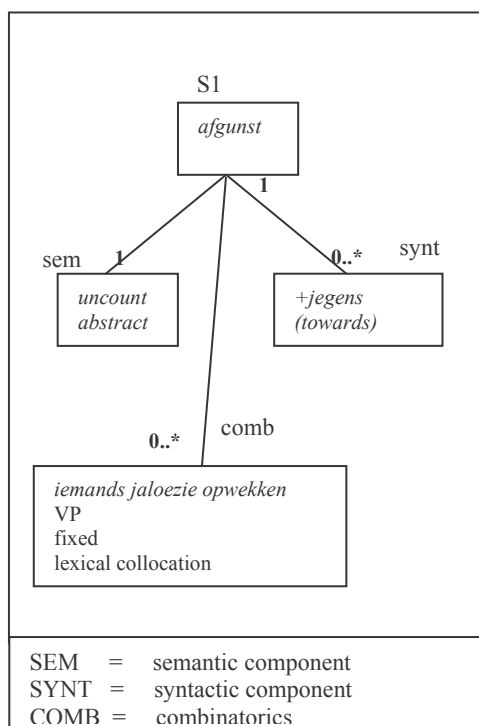 S1
afgunst
1
sem
1
0..*
synt
uncount
abstract
+jegens
(towards)
0..*
comb
iemands jaloezie opwekken
VP
fixed
lexical collocation
SEM = semantic component
SYNT = syntactic component
COMB = combinatorics